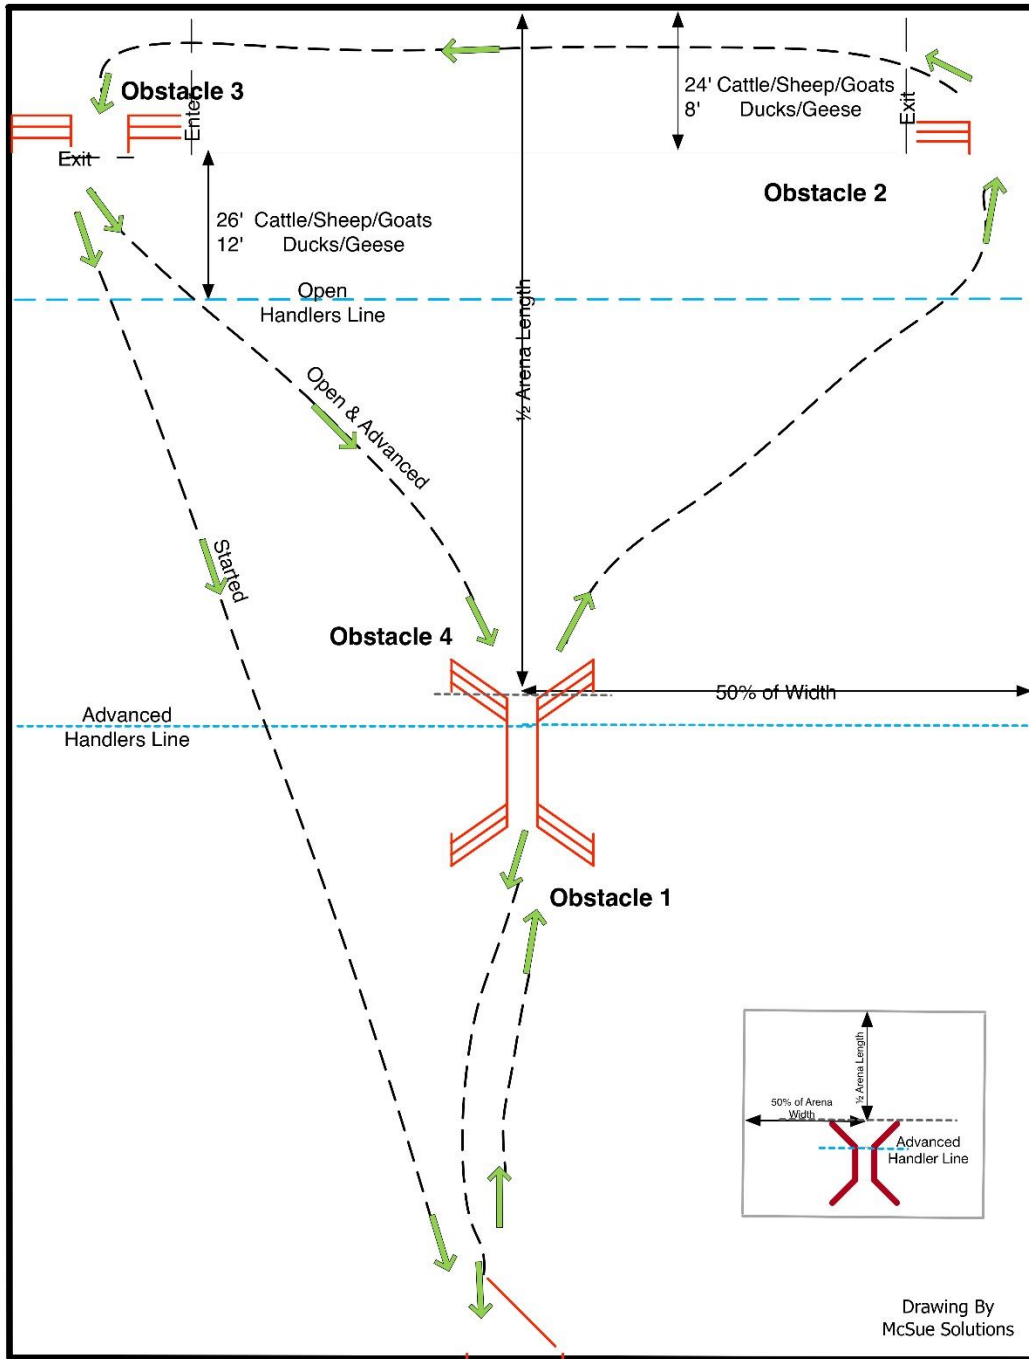 24' Cattle/Sheep/Goats
8' Ducks/Geese
Exit
Obstacle 3
Enter
Exit
Obstacle 2
26' Cattle/Sheep/Goats
12' Ducks/Geese
Open
Handlers Line
½ Arena Length
Open & Advanced
Started
Obstacle 4
50% of Width
Advanced
Handlers Line
Obstacle 1
½ Arena Length
50% of Arena
Width
Advanced
Handler Line
Drawing By
McSue Solutions